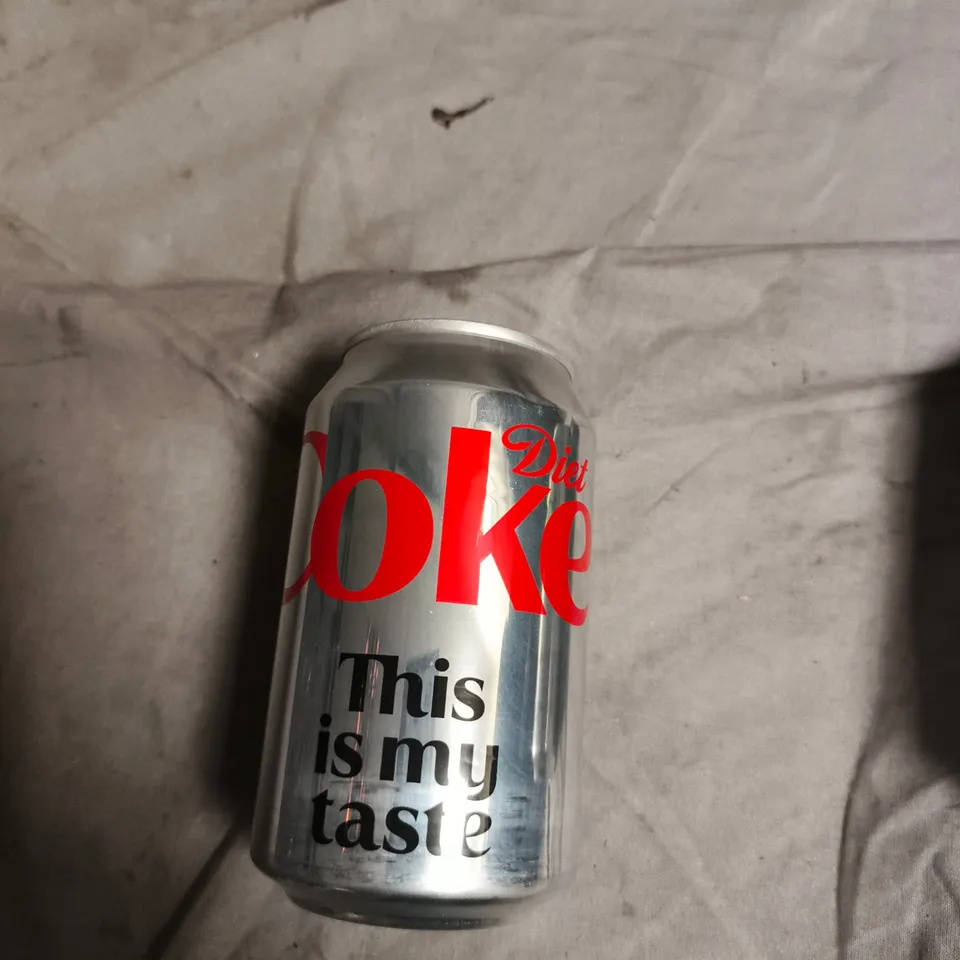 Diet
Coke
This
is my
taste